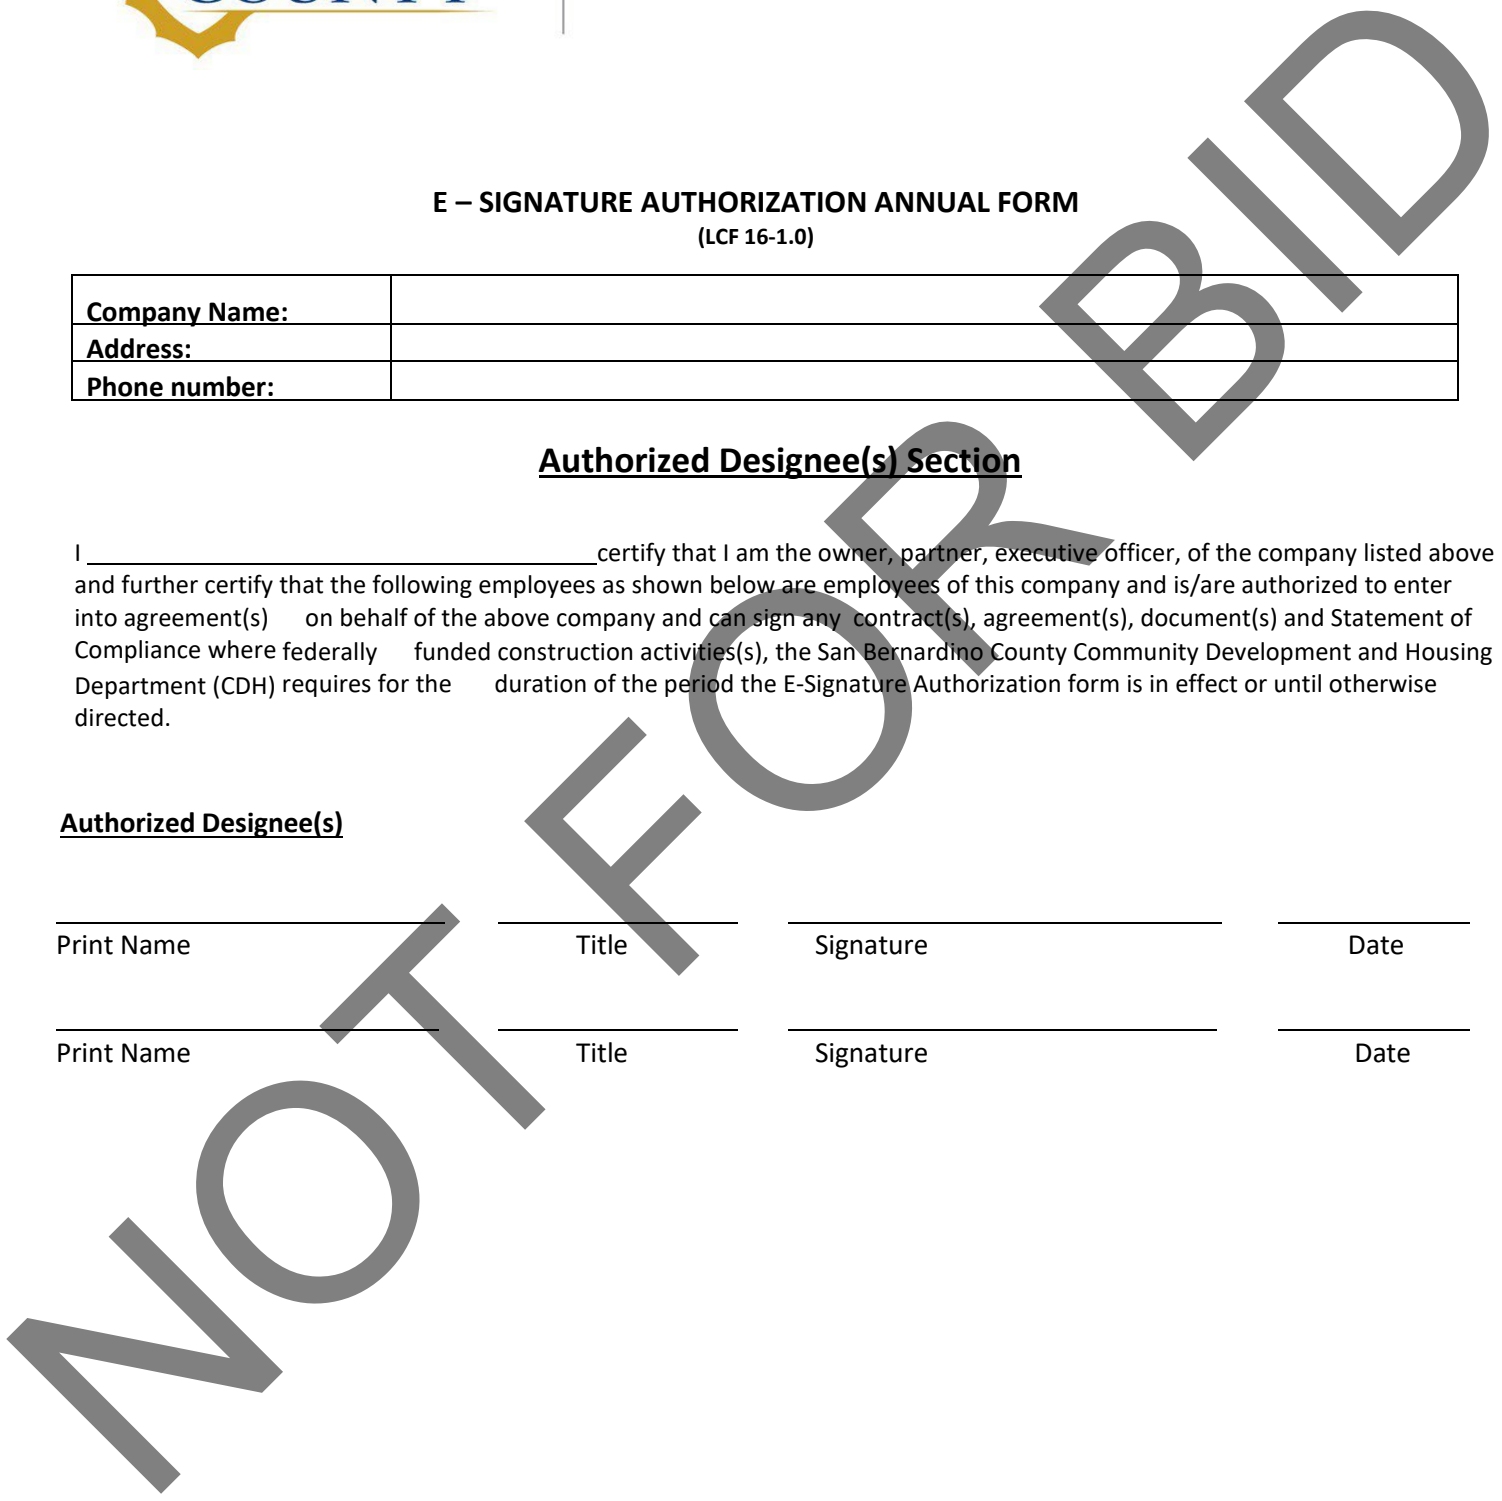 COUNTY
E – SIGNATURE AUTHORIZATION ANNUAL FORM
(LCF 16-1.0)
Company Name:
Address:
Phone number:
Authorized Designee(s) Section
I ______________________________certify that I am the owner, partner, executive officer, of the company listed above
and further certify that the following employees as shown below are employees of this company and is/are authorized to enter
into agreement(s) on behalf of the above company and can sign any contract(s), agreement(s), document(s) and Statement of
Compliance where federally funded construction activities(s), the San Bernardino County Community Development and Housing
Department (CDH) requires for the duration of the period the E-Signature Authorization form is in effect or until otherwise
directed.
Authorized Designee(s)
Print Name Title Signature Date
Print Name Title Signature Date
NOT FOR BID